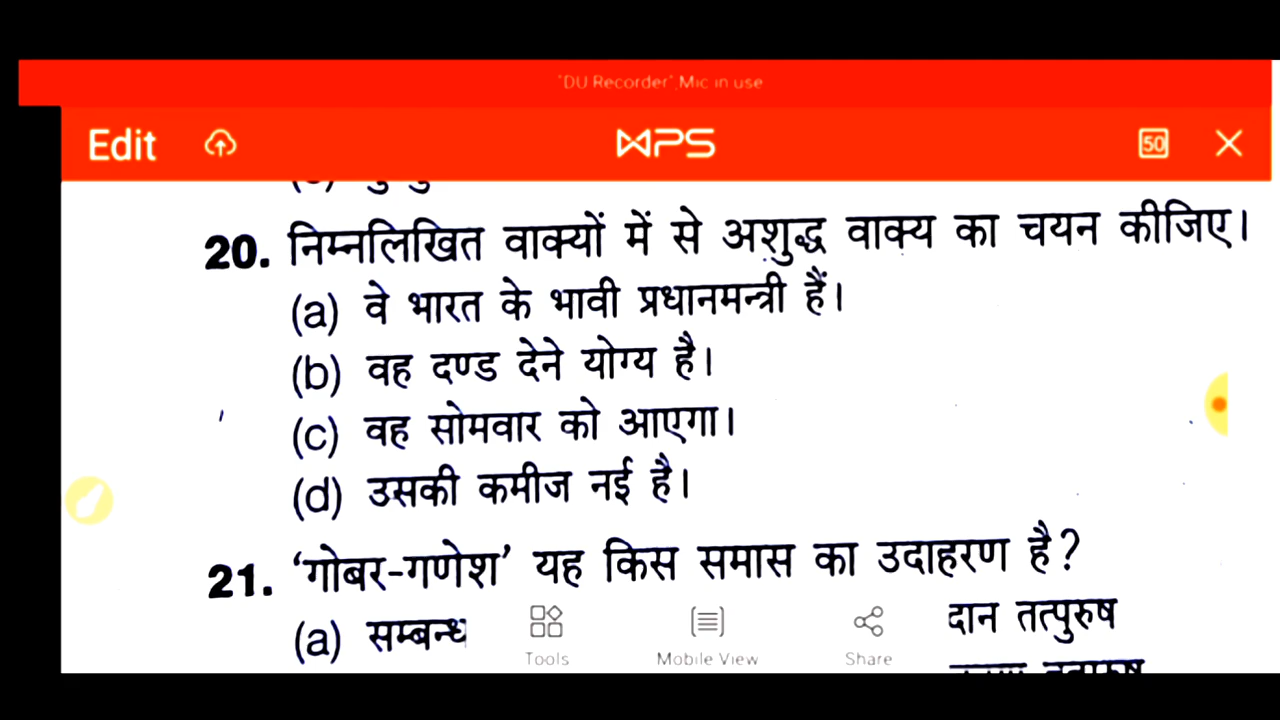 "DU Recorder",Mic in use
Edit WPS 50
20. निम्नलिखित वाक्यों में से अशुद्ध वाक्य का चयन कीजिए।
(a) वे भारत के भावी प्रधानमन्त्री हैं।
(b) वह दण्ड देने योग्य है।
(c) वह सोमवार को आएगा।
(d) उसकी कमीज नई है।
21. ‘गोबर-गणेश’ यह किस समास का उदाहरण है?
(a) सम्बन्ध दान तत्पुरुष
Tools Mobile View Share